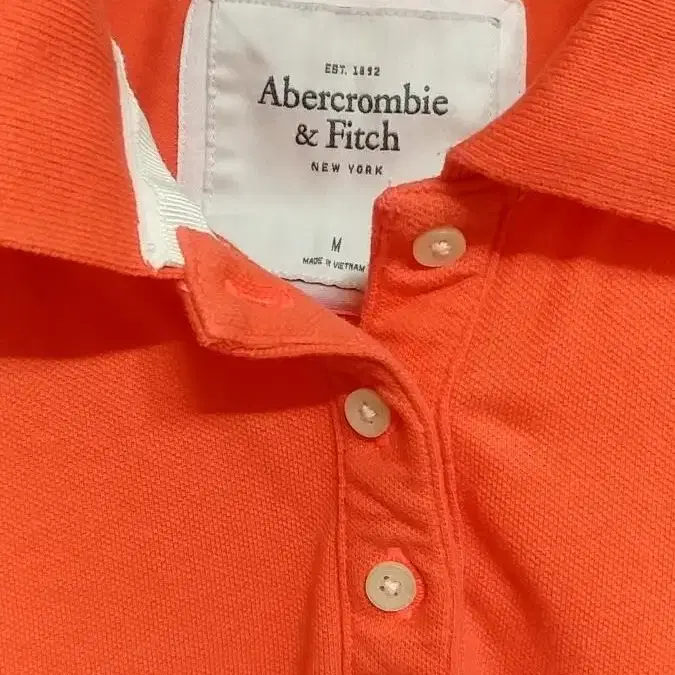 EST. 1892
Abercrombie
& Fitch
NEW YORK
M
MADE IN VIETNAM